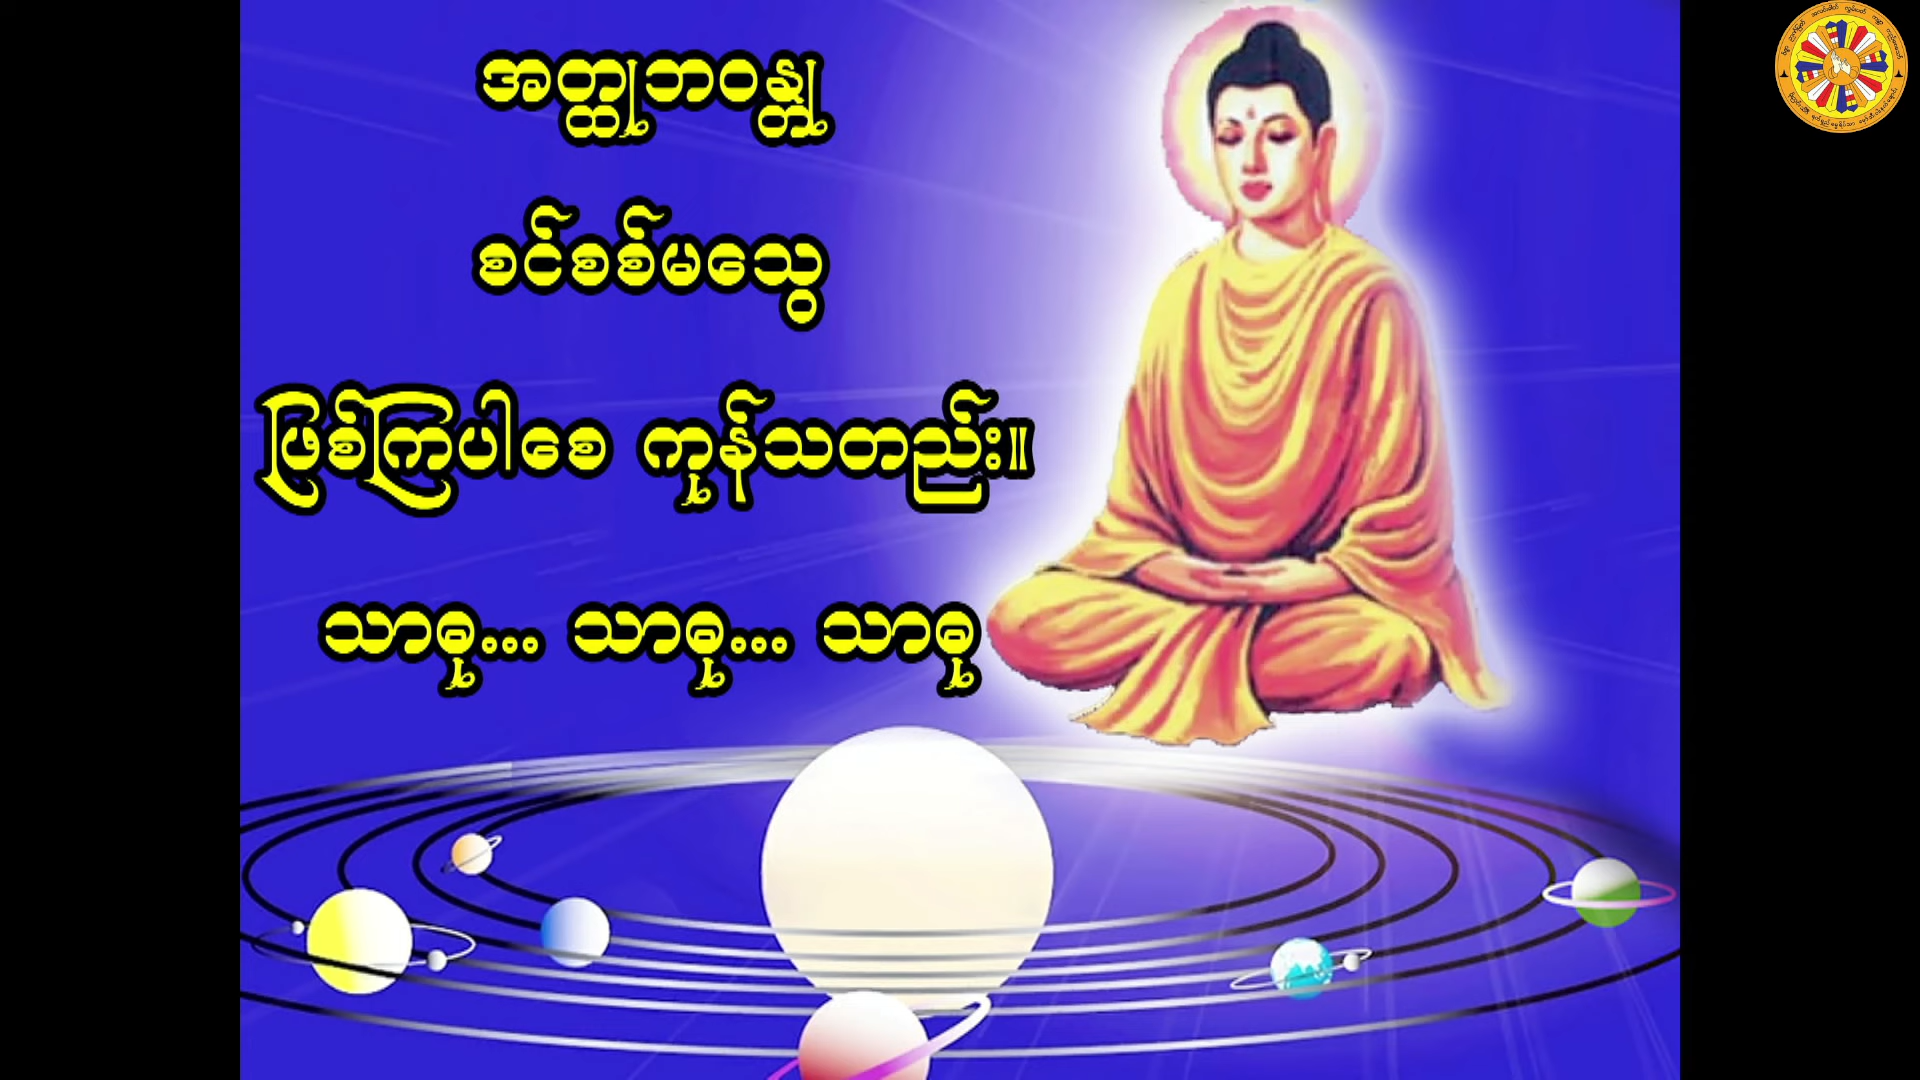 အတ္ထုဘဝန္တု
စင်စစ်မသွေ
ဖြစ်ကြပါစေ ကုန်သတည်း။
သာဓု... သာဓု... သာဓု